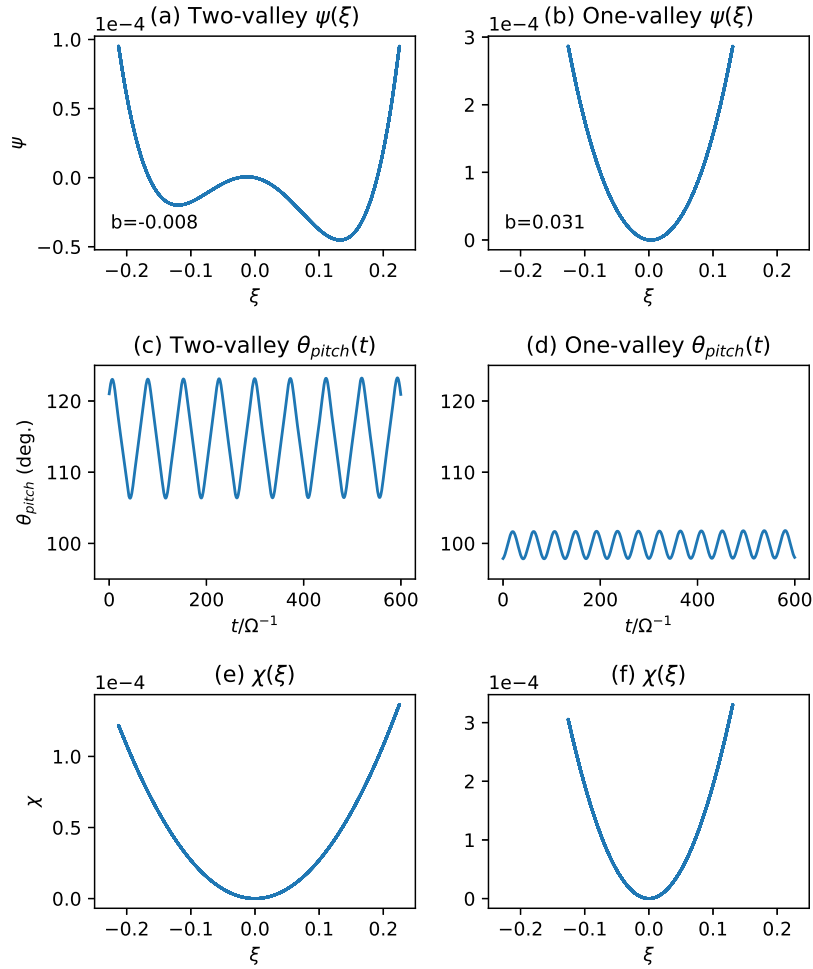 (a) Two-valley ψ(ξ)
1e−4
1.0
0.5
0.0
−0.5
ψ
b=-0.008
−0.2 −0.1 0.0 0.1 0.2
ξ
(b) One-valley ψ(ξ)
1e−4
3
2
1
0
b=0.031
−0.2 −0.1 0.0 0.1 0.2
ξ
(c) Two-valley θpitch(t)
120
110
100
θpitch (deg.)
0 200 400 600
t/Ω−1
(d) One-valley θpitch(t)
120
110
100
0 200 400 600
t/Ω−1
(e) χ(ξ)
1e−4
1.0
0.5
0.0
χ
−0.2 −0.1 0.0 0.1 0.2
ξ
(f) χ(ξ)
1e−4
3
2
1
0
−0.2 −0.1 0.0 0.1 0.2
ξ